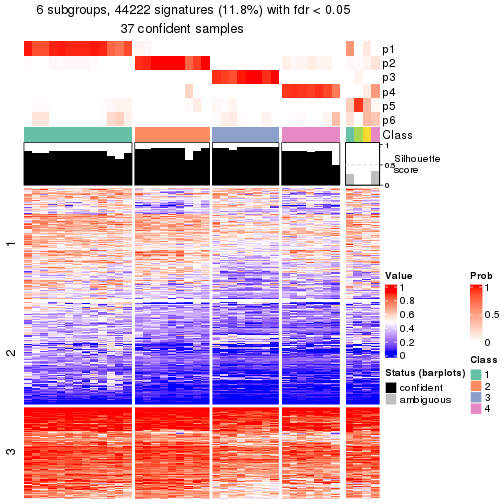 6 subgroups, 44222 signatures (11.8%) with fdr < 0.05
37 confident samples
p1
p2
p3
p4
p5
p6
Class
1
0.5
0
Silhouette
score
1
2
3
Value
1
0.8
0.6
0.4
0.2
0
Status (barplots)
confident
ambiguous
Prob
1
0.5
0
Class
1
2
3
4